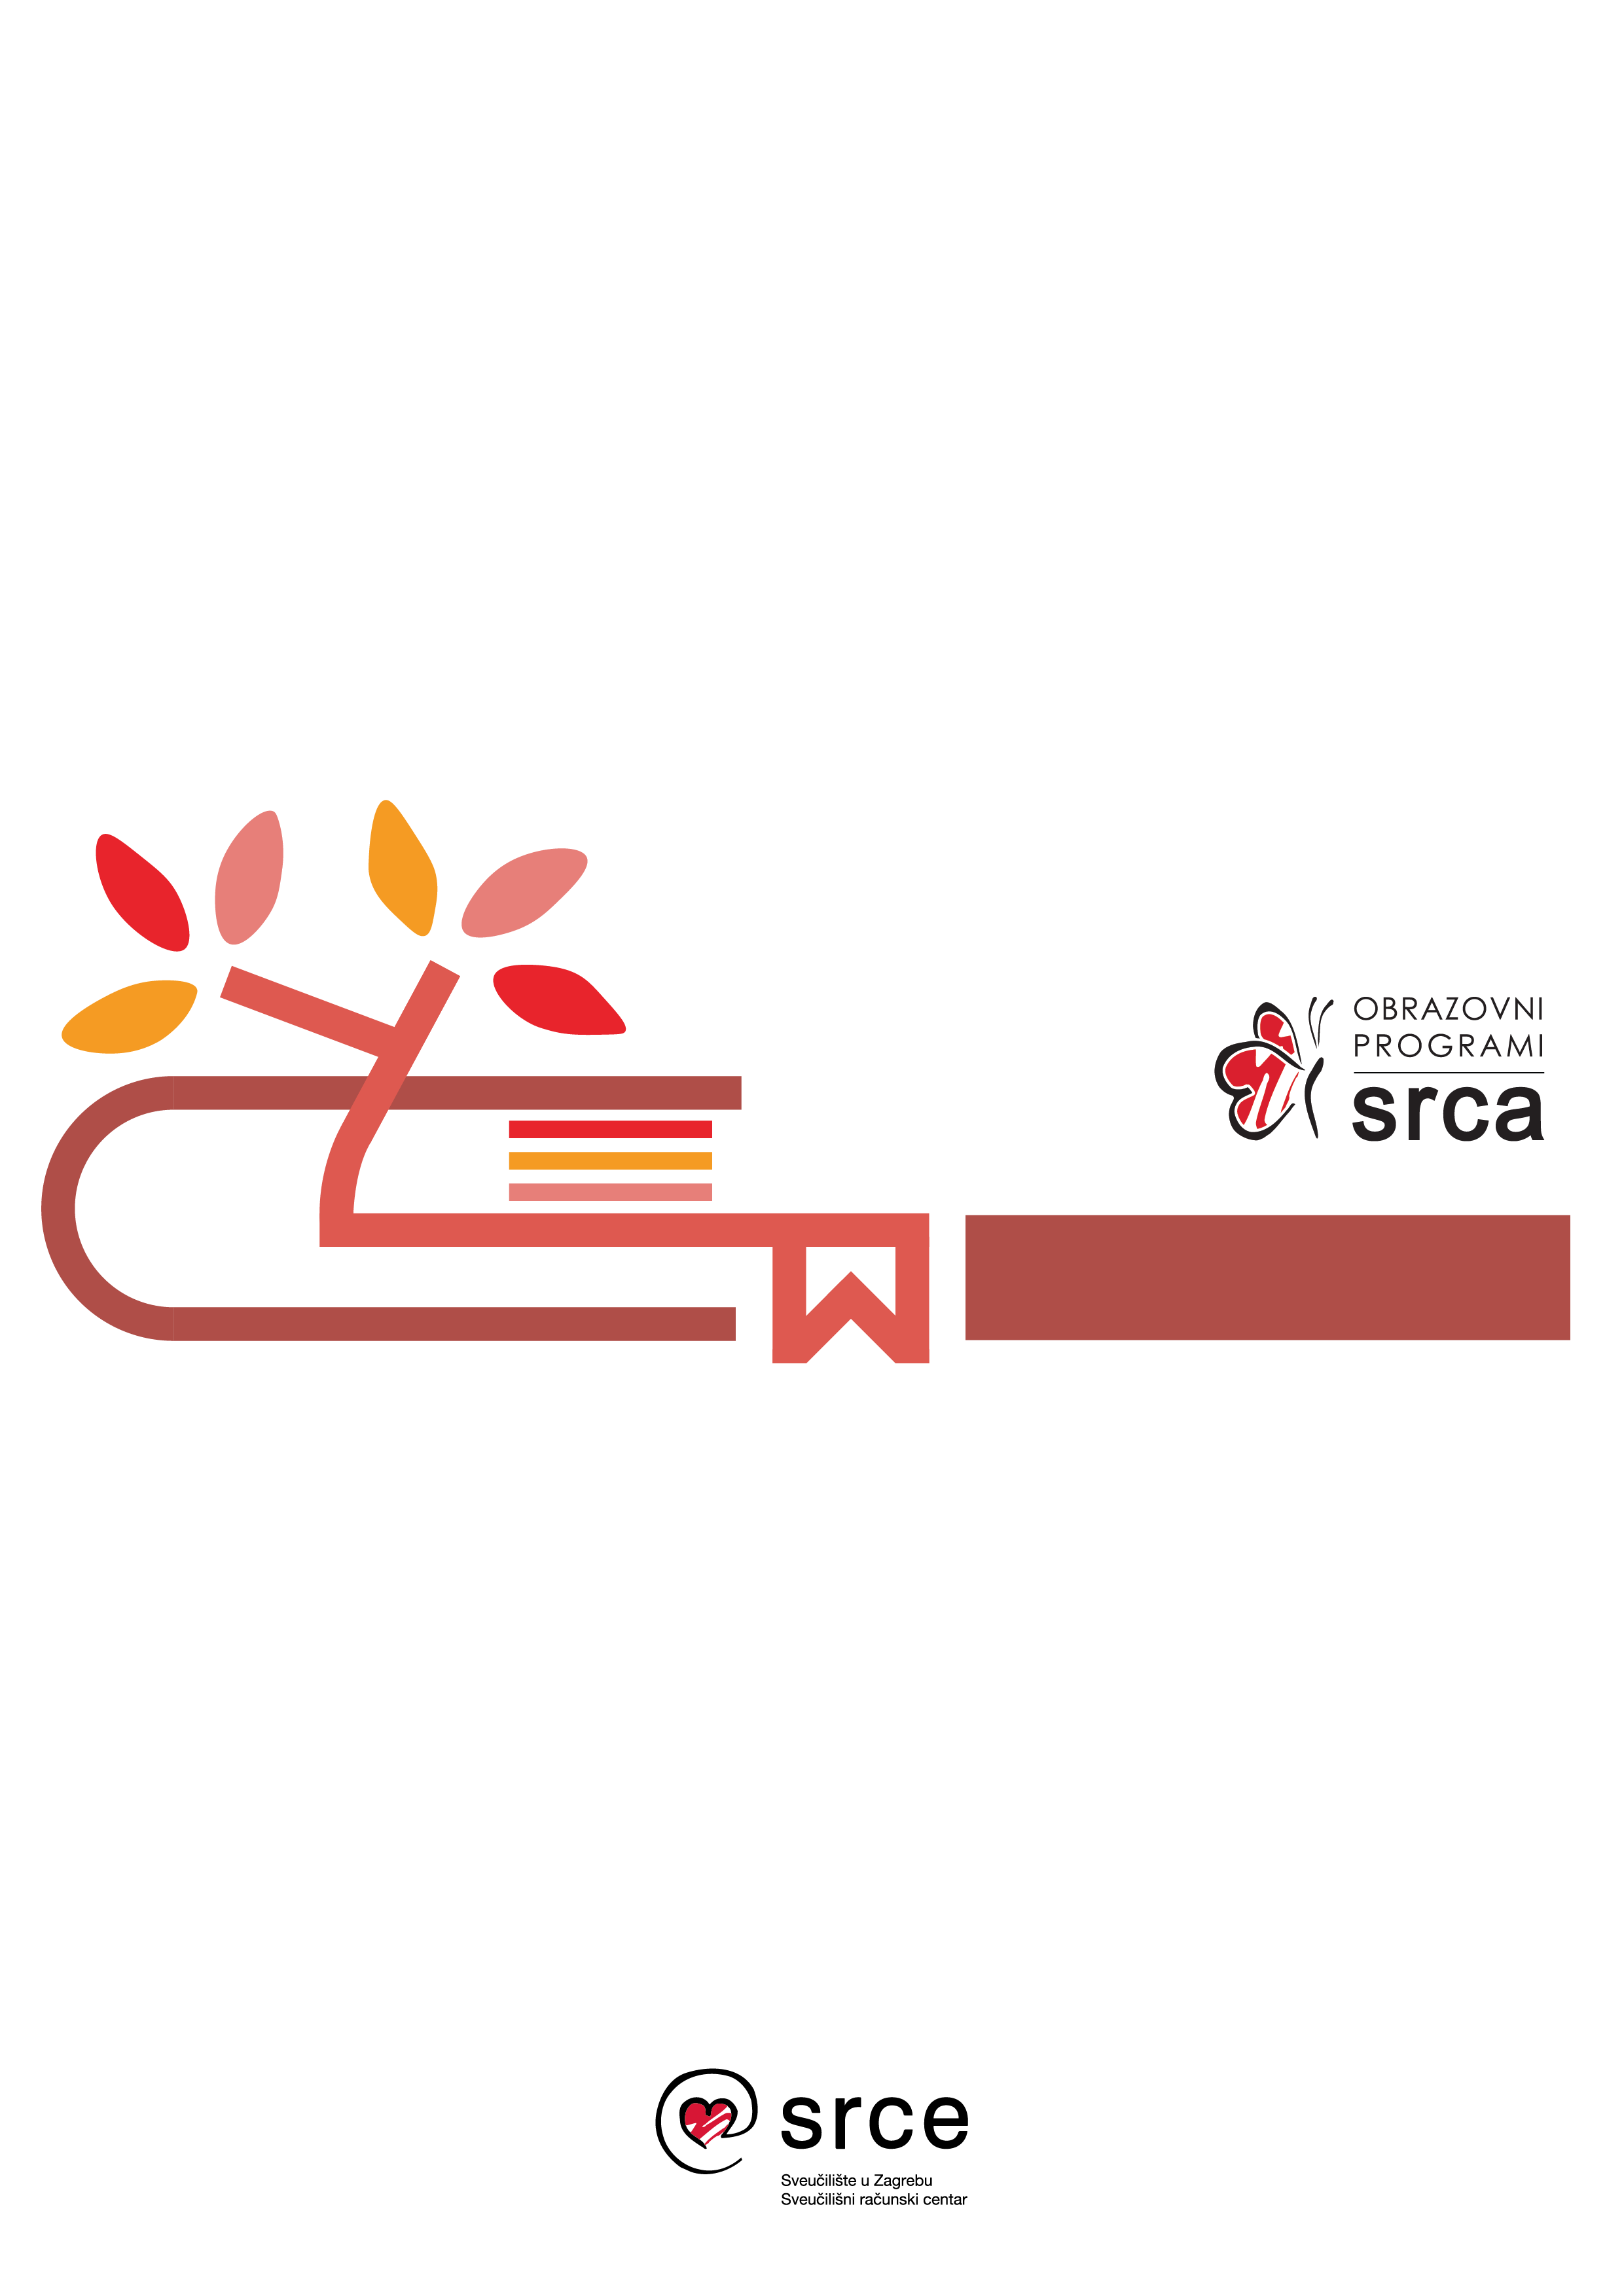 OBRAZOVNI
PROGRAMI
srca
srce
Sveučilište u Zagrebu
Sveučilišni računski centar